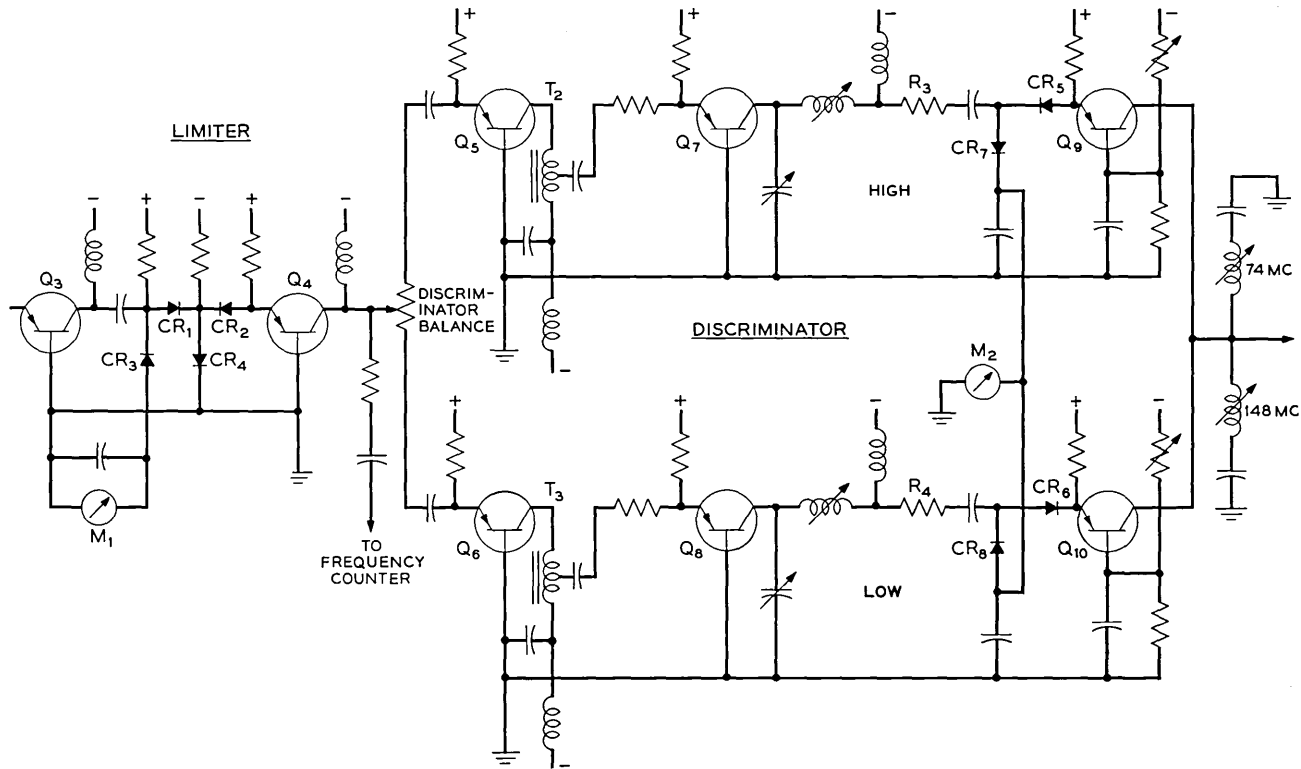 +
+
-
+
-
T2
R3
CR5
LIMITER
Q5
Q7
CR7
Q9
HIGH
-
+
-
+
-
Q3
Q4
74 MC
CR1
CR2
DISCRIM-
INATOR
BALANCE
DISCRIMINATOR
CR3
CR4
M2
-
+
+
-
+
-
148 MC
T3
R4
CR6
M1
Q6
Q8
CR8
Q10
TO
FREQUENCY
COUNTER
LOW
-